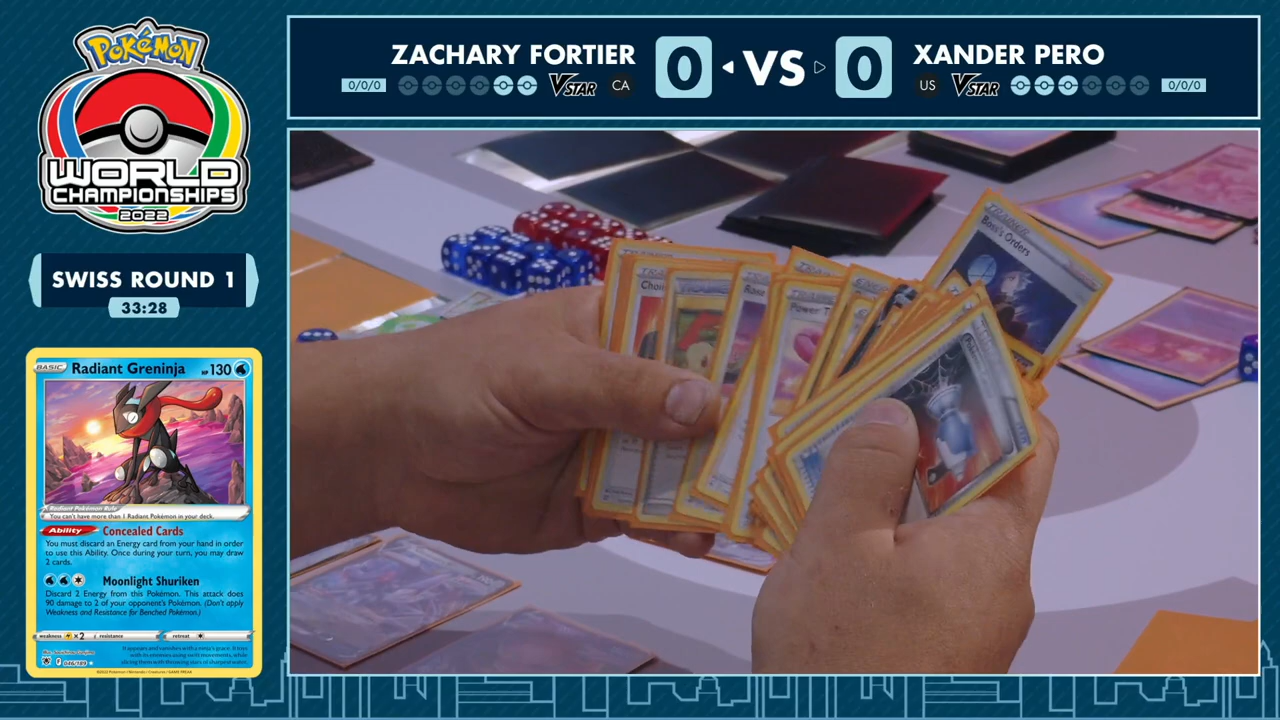 Pokémon
WORLD
CHAMPIONSHIPS
2022
SWISS ROUND 1
33:28
ZACHARY FORTIER
0
VS
0
XANDER PERO
0/0/0
VSTAR
CA
US
VSTAR
0/0/0
BASIC
Radiant Greninja
HP 130
Radiant Pokémon Rule
You can't have more than 1 Radiant Pokémon in your deck.
Ability
Concealed Cards
You must discard an Energy card from your hand in order
to use this Ability. Once during your turn, you may draw
2 cards.
Moonlight Shuriken
Discard 2 Energy from this Pokémon. This attack does
90 damage to 2 of your opponent's Pokémon. (Don't apply
Weakness and Resistance for Benched Pokémon.)
weakness
×2
resistance
retreat
046/189
TRAINER
Boss's Orders
Power T